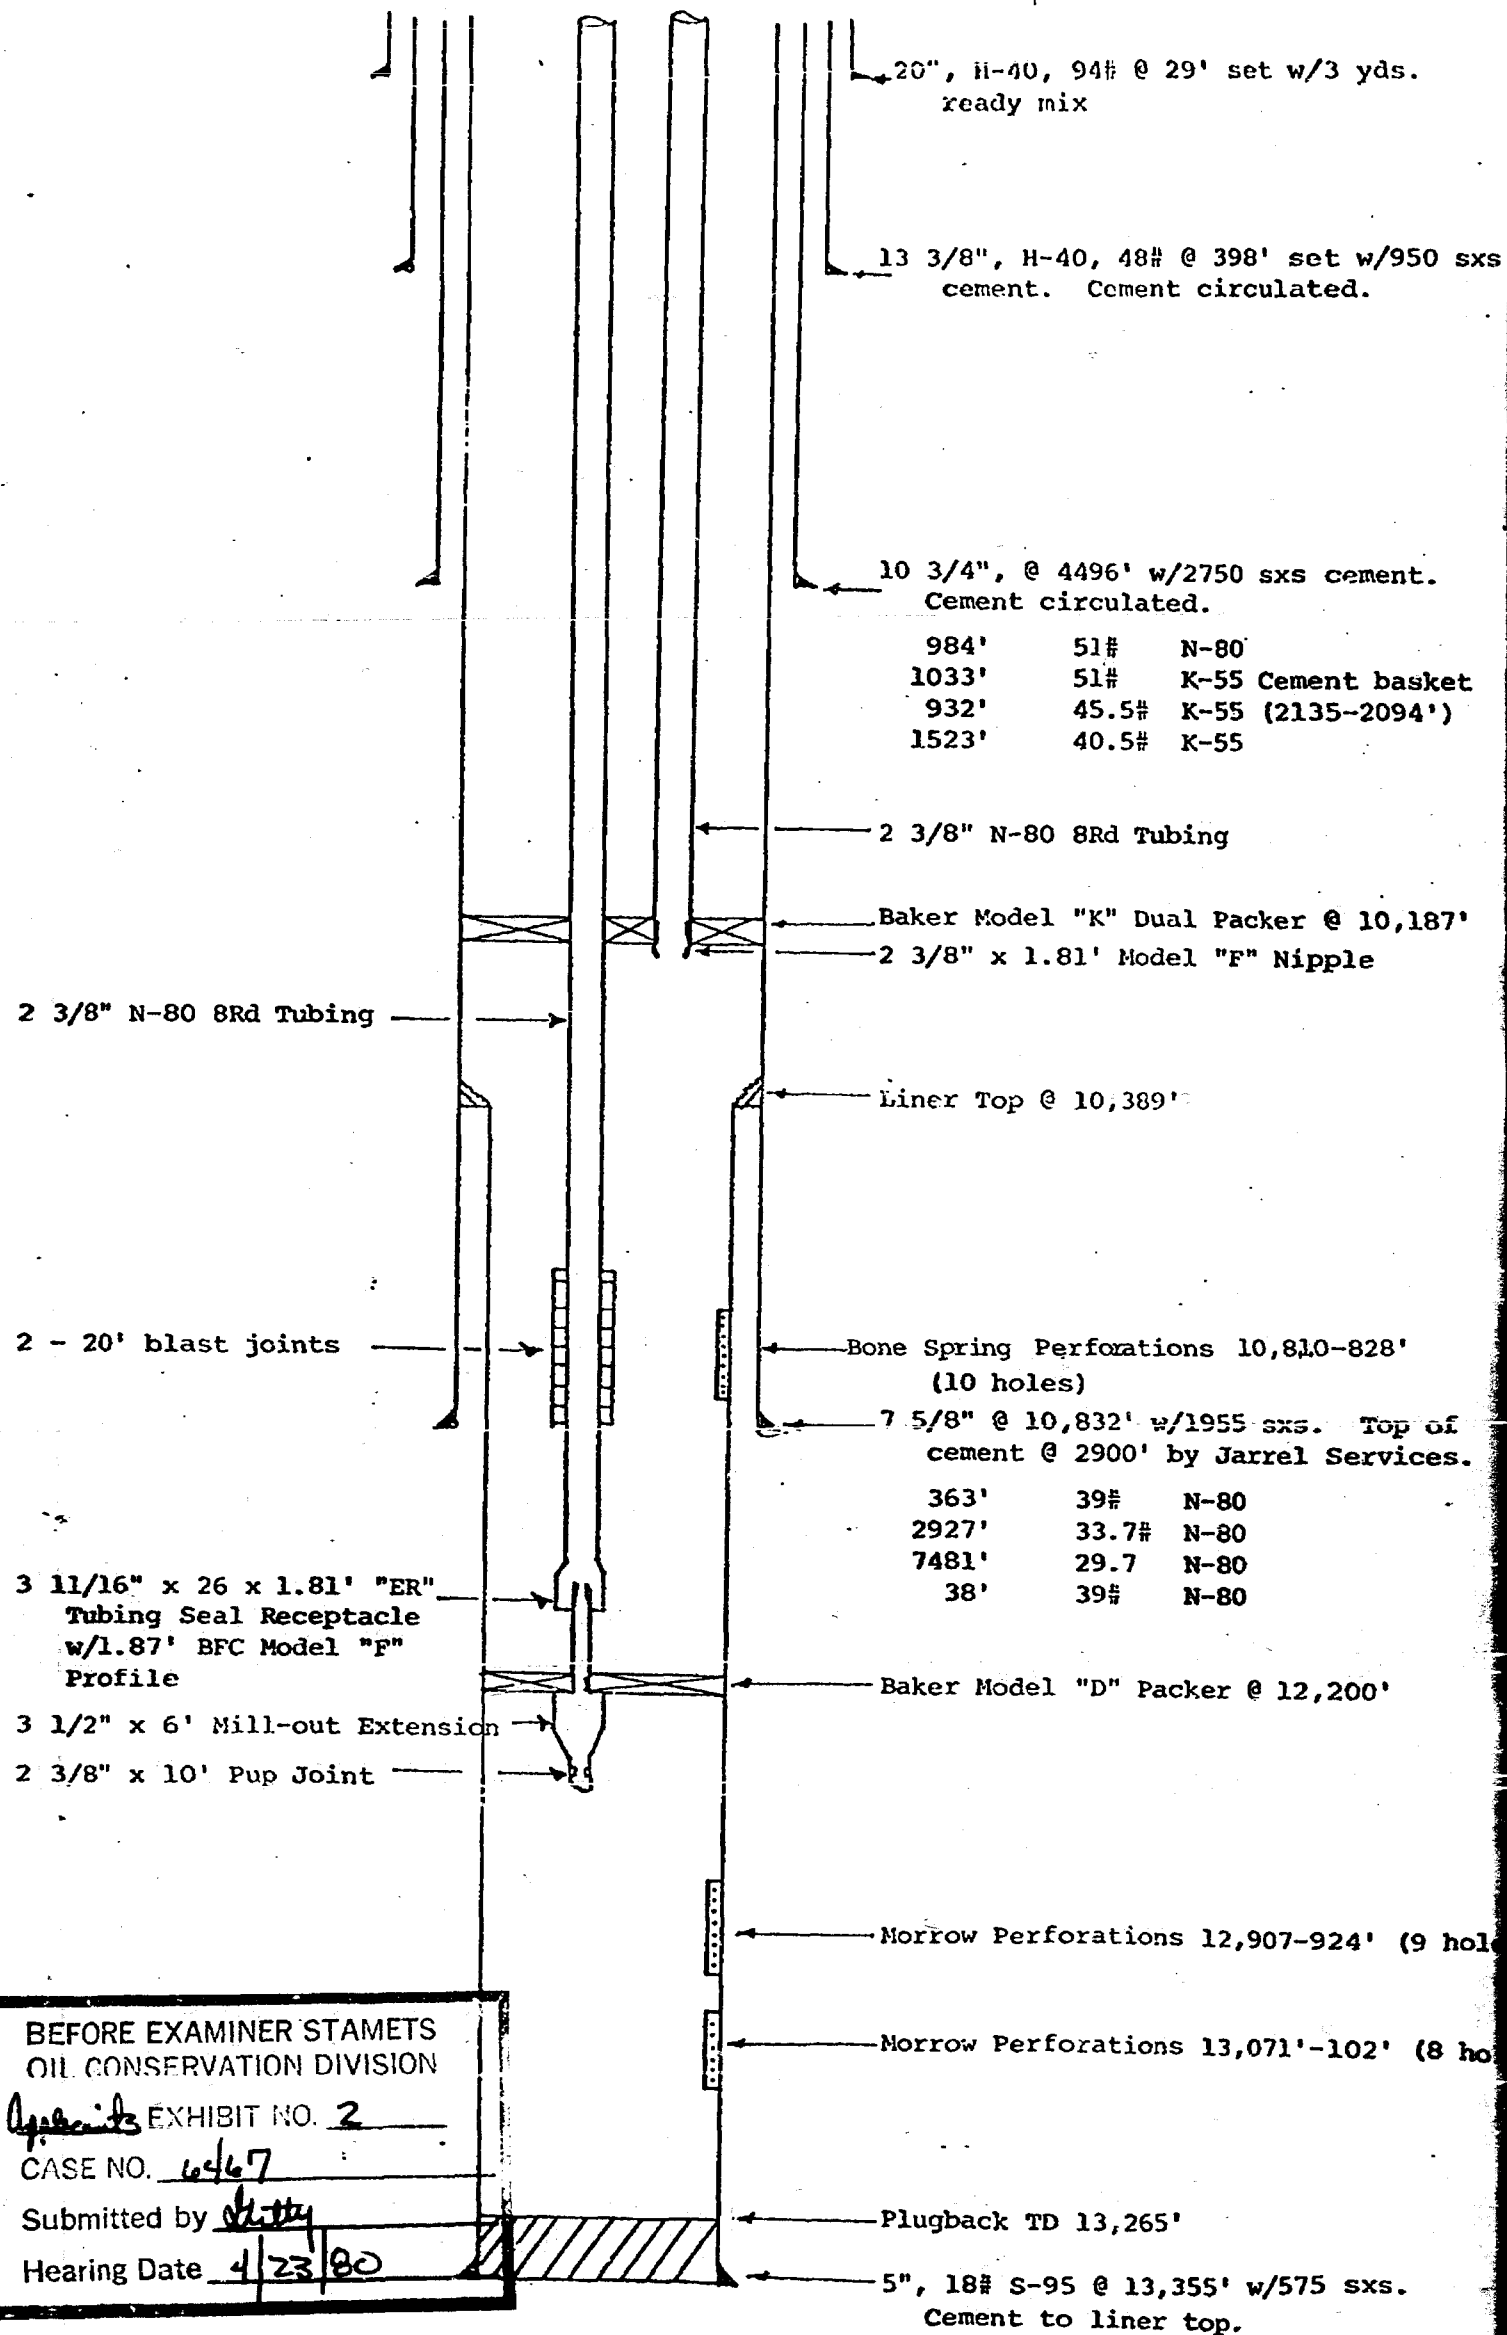 20", H-40, 94# @ 29' set w/3 yds.
ready mix
13 3/8", H-40, 48# @ 398' set w/950 sxs
cement. Cement circulated.
10 3/4", @ 4496' w/2750 sxs cement.
Cement circulated.
984' 51# N-80
1033' 51# K-55 Cement basket
932' 45.5# K-55 (2135-2094')
1523' 40.5# K-55
2 3/8" N-80 8Rd Tubing
Baker Model "K" Dual Packer @ 10,187'
2 3/8" x 1.81' Model "F" Nipple
2 3/8" N-80 8Rd Tubing
Liner Top @ 10,389'
2 - 20' blast joints
Bone Spring Perforations 10,810-828'
(10 holes)
7 5/8" @ 10,832' w/1955 sxs. Top of
cement @ 2900' by Jarrel Services.
363' 39# N-80
2927' 33.7# N-80
7481' 29.7 N-80
38' 39# N-80
3 11/16" x 26 x 1.81' "ER"
Tubing Seal Receptacle
w/1.87' BFC Model "F"
Profile
Baker Model "D" Packer @ 12,200'
3 1/2" x 6' Mill-out Extension
2 3/8" x 10' Pup Joint
Morrow Perforations 12,907-924' (9 hol
Morrow Perforations 13,071'-102' (8 ho
BEFORE EXAMINER STAMETS
OIL CONSERVATION DIVISION
EXHIBIT NO. 2
CASE NO. 6467
Submitted by
Hearing Date 4/23/80
Plugback TD 13,265'
5", 18# S-95 @ 13,355' w/575 sxs.
Cement to liner top.